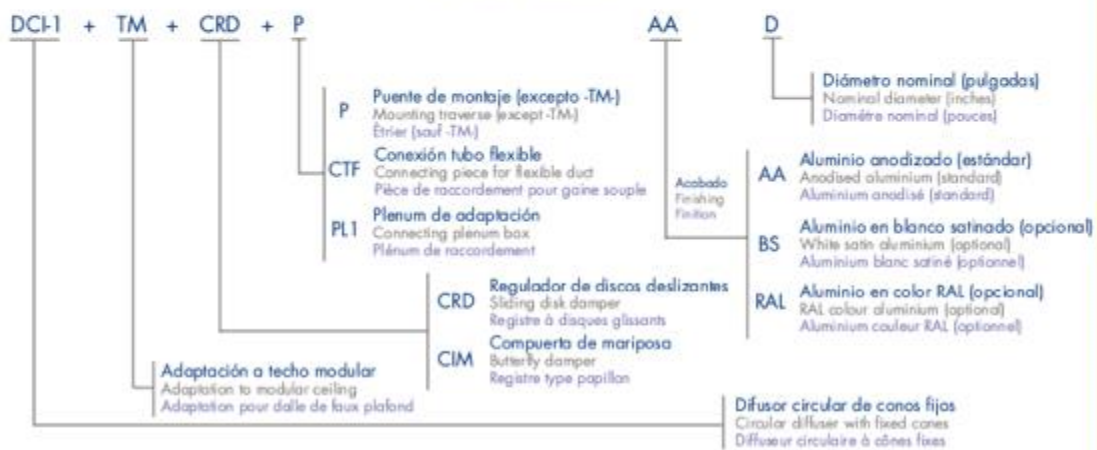 DCI-1 + TM + CRD + P AA D
Diámetro nominal (pulgadas)
Nominal diameter (inches)
Diamétre nominal (pouces)
P Puente de montaje (excepto -TM-)
Mounting traverse (except -TM-)
Étrier (sauf -TM-)
CTF Conexión tubo flexible
Connecting piece for flexible duct
Pièce de raccordement pour gaine souple
PL1 Plenum de adaptación
Connecting plenum box
Plénum de raccordement
Acabado
Finishing
Finition
AA Aluminio anodizado (estándar)
Anodised aluminium (standard)
Aluminium anodisé (standard)
BS Aluminio en blanco satinado (opcional)
White satin aluminium (optional)
Aluminium blanc satiné (optionnel)
RAL Aluminio en color RAL (opcional)
RAL colour aluminium (optional)
Aluminium couleur RAL (optionnel)
CRD Regulador de discos deslizantes
Sliding disk damper
Registre à disques glissants
CIM Compuerta de mariposa
Butterfly damper
Registre type papillon
Adaptación a techo modular
Adaptation to modular ceiling
Adaptation pour dalle de faux plafond
Difusor circular de conos fijos
Circular diffuser with fixed cones
Diffuseur circulaire à cônes fixes